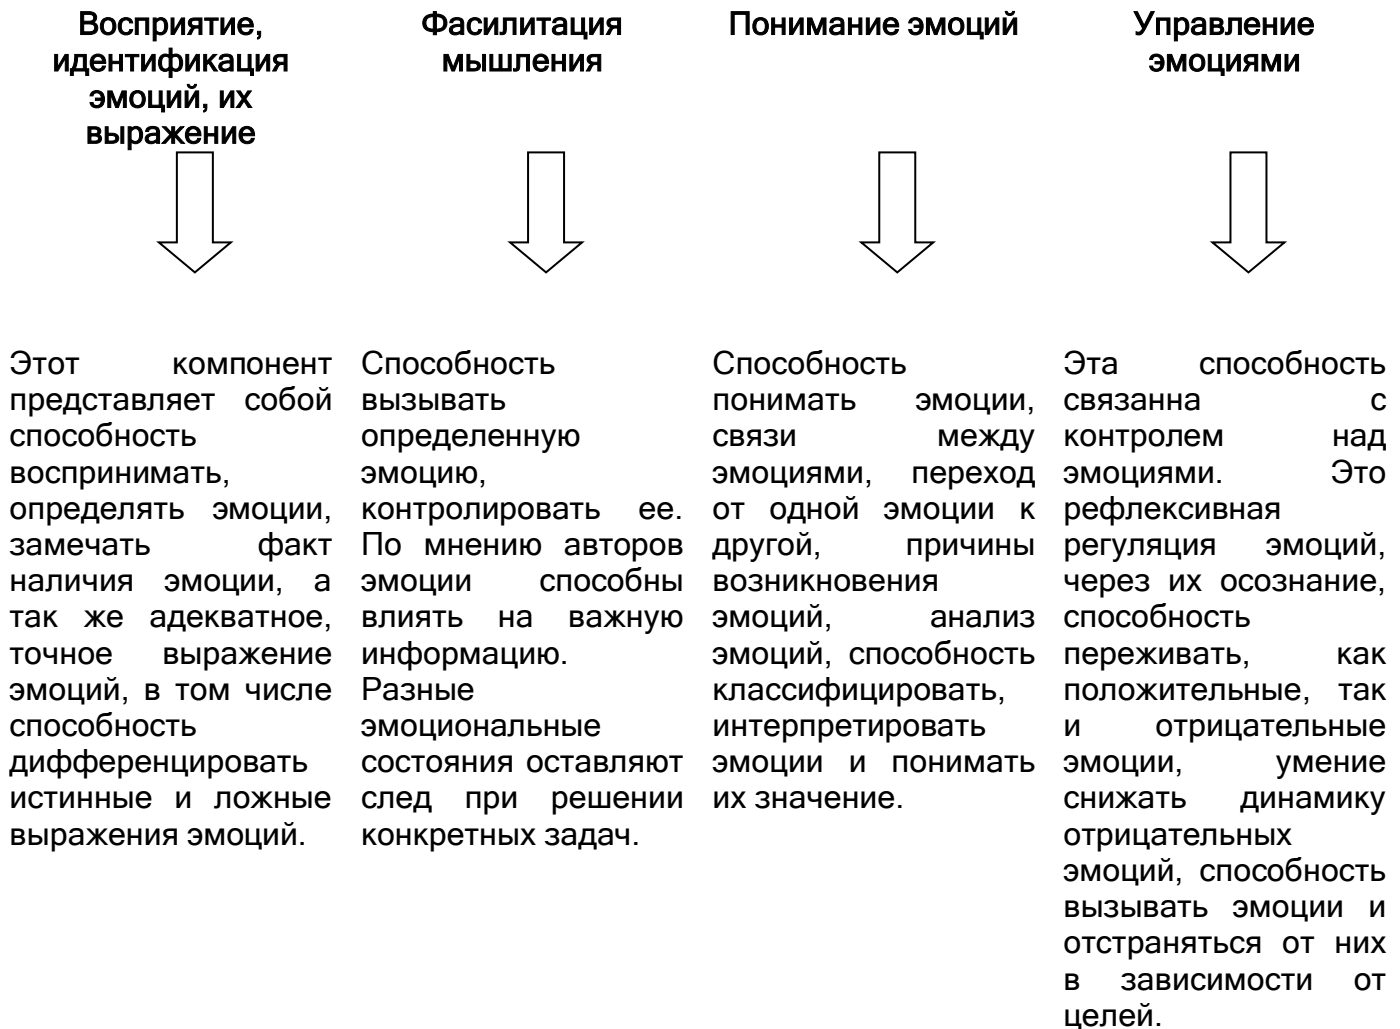 Восприятие,
идентификация
эмоций, их
выражение
Фасилитация
мышления
Понимание эмоций
Управление
эмоциями
Этот компонент
представляет собой
способность
воспринимать,
определять эмоции,
замечать факт
наличия эмоции, а
так же адекватное,
точное выражение
эмоций, в том числе
способность
дифференцировать
истинные и ложные
выражения эмоций.
Способность
вызывать
определенную
эмоцию,
контролировать ее.
По мнению авторов
эмоции способны
влиять на важную
информацию.
Разные
эмоциональные
состояния оставляют
след при решении
конкретных задач.
Способность
понимать эмоции,
связи между
эмоциями, переход
от одной эмоции к
другой, причины
возникновения
эмоций, анализ
эмоций, способность
классифицировать,
интерпретировать
эмоции и понимать
их значение.
Эта способность
связанна с
контролем над
эмоциями. Это
рефлексивная
регуляция эмоций,
через их осознание,
способность
переживать, как
положительные, так
и отрицательные
эмоции, умение
снижать динамику
отрицательных
эмоций, способность
вызывать эмоции и
отстраняться от них
в зависимости от
целей.